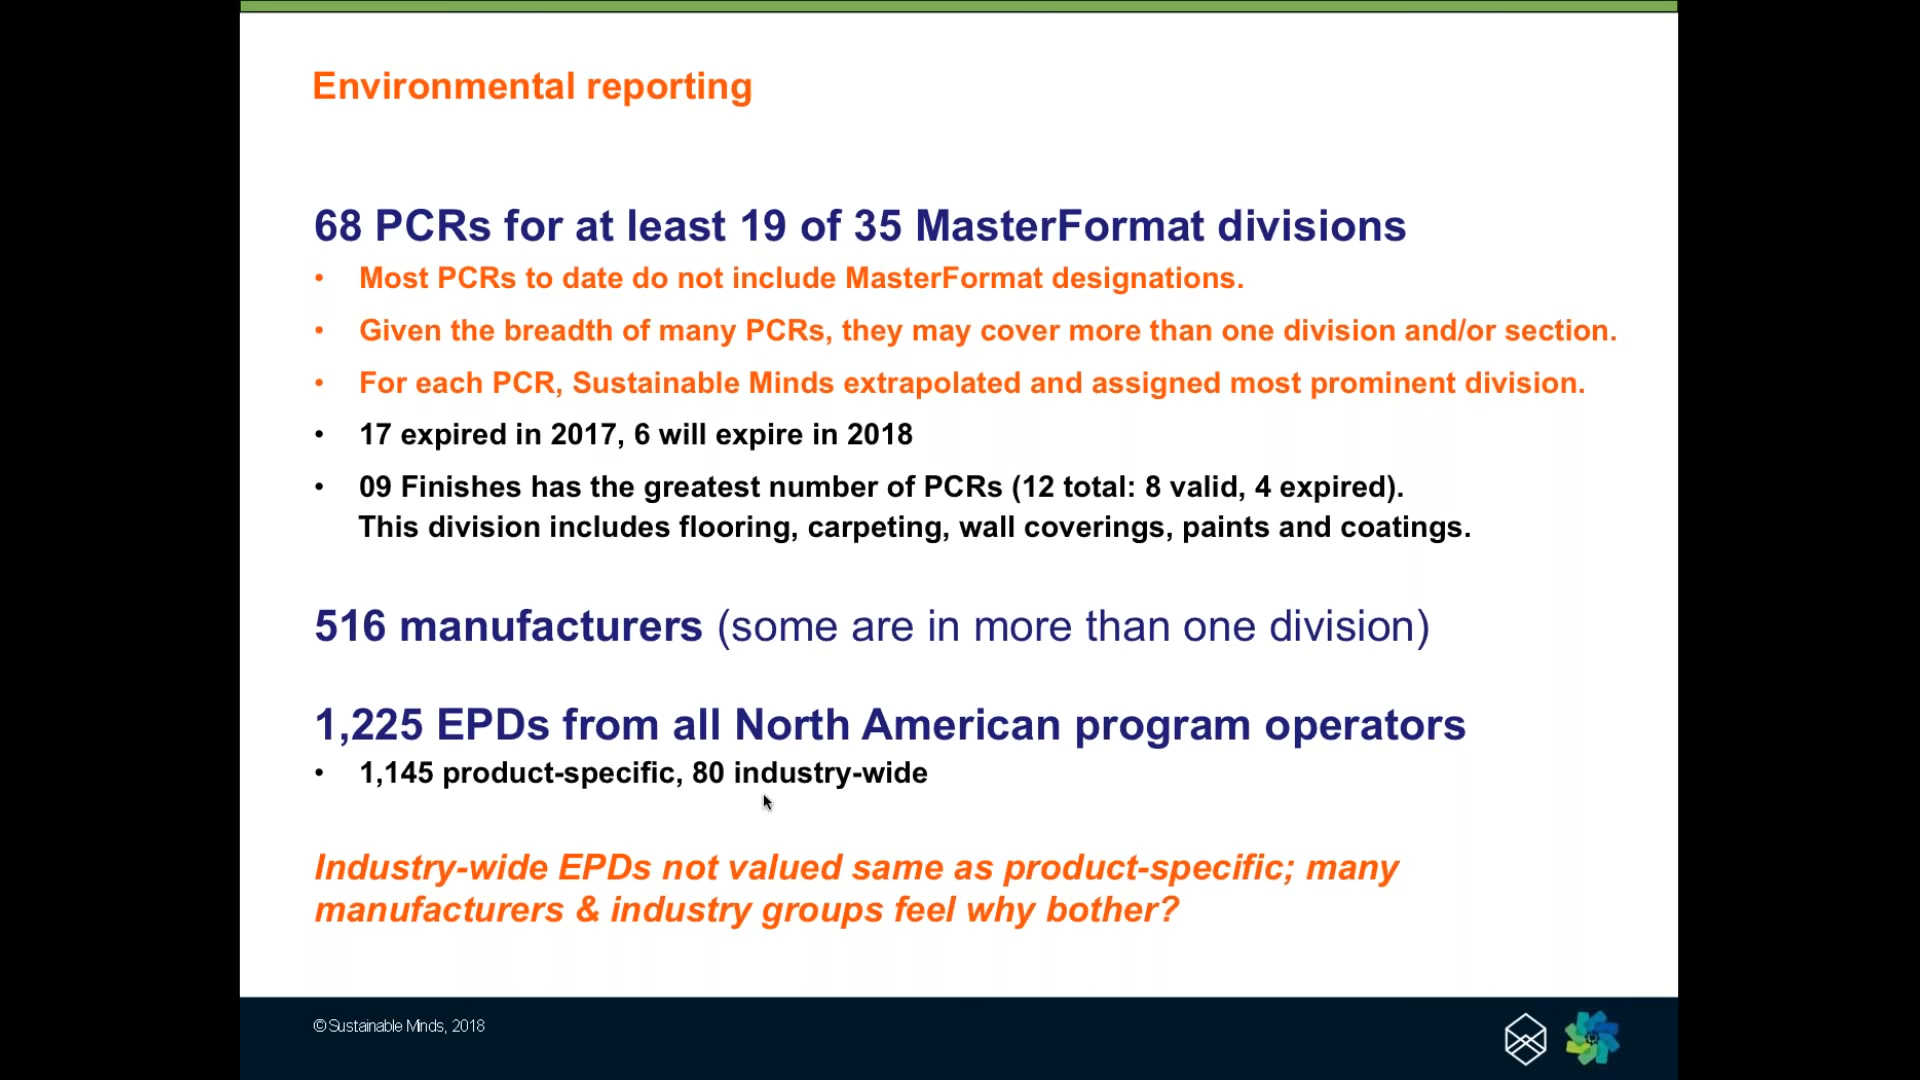 Environmental reporting
68 PCRs for at least 19 of 35 MasterFormat divisions
• Most PCRs to date do not include MasterFormat designations.
• Given the breadth of many PCRs, they may cover more than one division and/or section.
• For each PCR, Sustainable Minds extrapolated and assigned most prominent division.
• 17 expired in 2017, 6 will expire in 2018
• 09 Finishes has the greatest number of PCRs (12 total: 8 valid, 4 expired).
This division includes flooring, carpeting, wall coverings, paints and coatings.
516 manufacturers (some are in more than one division)
1,225 EPDs from all North American program operators
• 1,145 product-specific, 80 industry-wide
Industry-wide EPDs not valued same as product-specific; many
manufacturers & industry groups feel why bother?
© Sustainable Minds, 2018